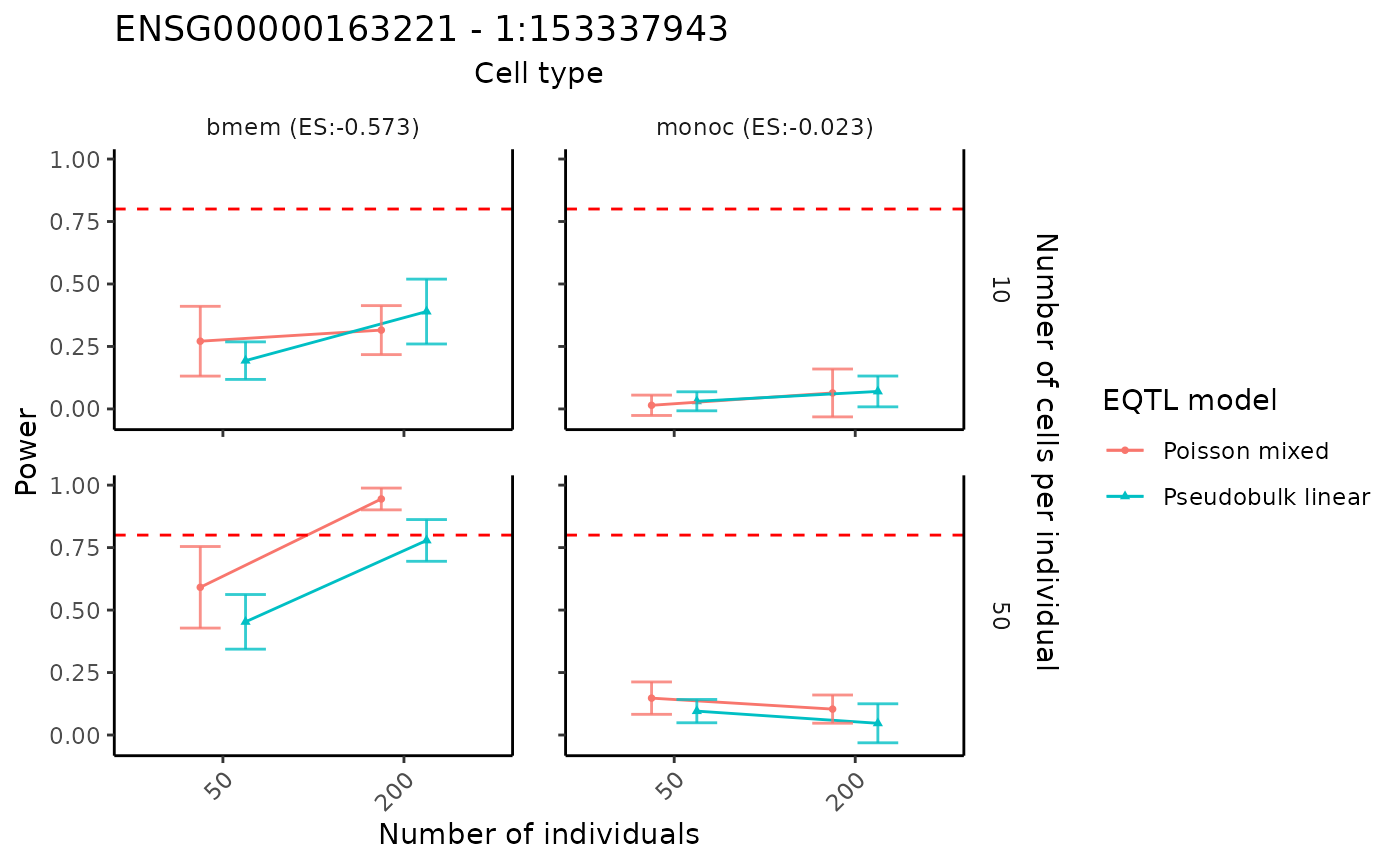 ENSG00000163221 - 1:153337943
Cell type
bmem (ES:-0.573)
monoc (ES:-0.023)
1.00
0.75
0.50
0.25
0.00
10
1.00
0.75
0.50
0.25
0.00
50
Power
Number of cells per individual
50
200
50
200
Number of individuals
EQTL model
Poisson mixed
Pseudobulk linear